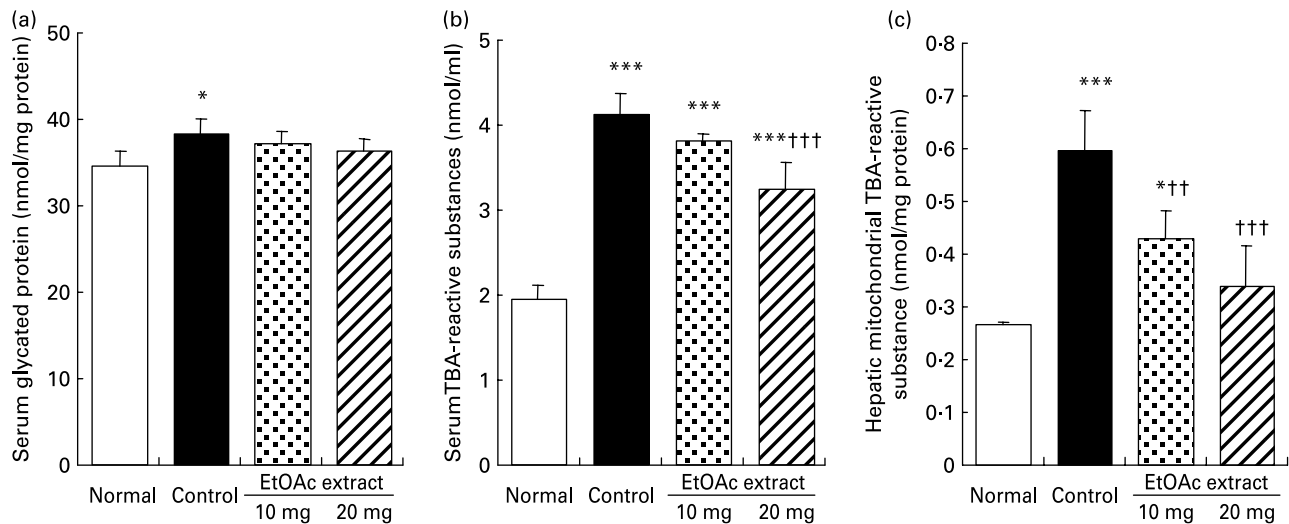 (a)
Serum glycated protein (nmol/mg protein)
50
40
30
20
10
0
*
Normal
Control
EtOAc extract
10 mg
20 mg
(b)
Serum TBA-reactive substances (nmol/ml)
5
4
3
2
1
0
***
***
***†††
Normal
Control
EtOAc extract
10 mg
20 mg
(c)
Hepatic mitochondrial TBA-reactive
substance (nmol/mg protein)
0·8
0·7
0·6
0·5
0·4
0·3
0·2
0·1
0
***
*††
†††
Normal
Control
EtOAc extract
10 mg
20 mg